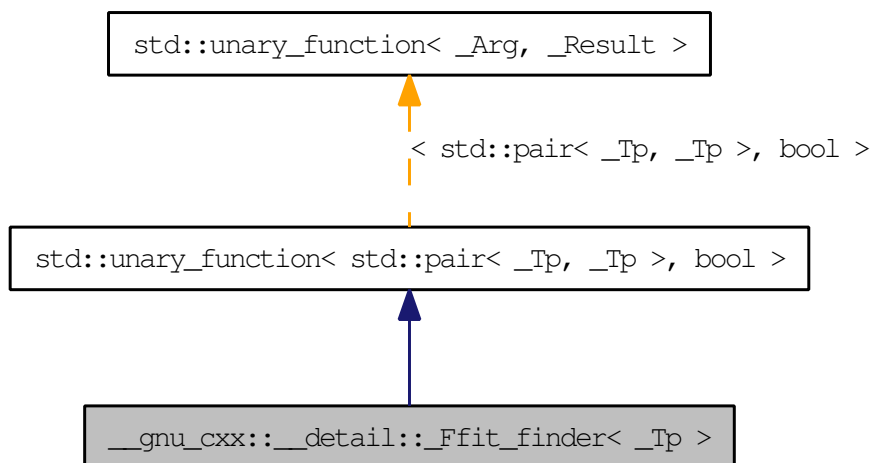 std::unary_function< _Arg, _Result >
< std::pair< _Tp, _Tp >, bool >
std::unary_function< std::pair< _Tp, _Tp >, bool >
__gnu_cxx::__detail::_Ffit_finder< _Tp >